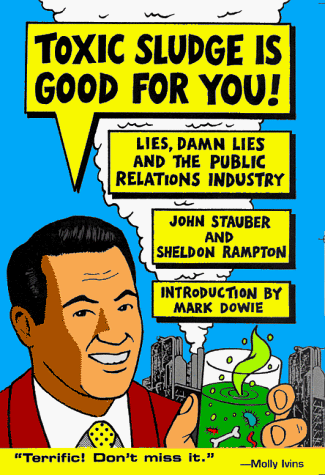 TOXIC SLUDGE IS
GOOD FOR YOU!
LIES, DAMN LIES
AND THE PUBLIC
RELATIONS INDUSTRY
JOHN STAUBER
AND
SHELDON RAMPTON
INTRODUCTION BY
MARK DOWIE
"Terrific! Don't miss it."
—Molly Ivins